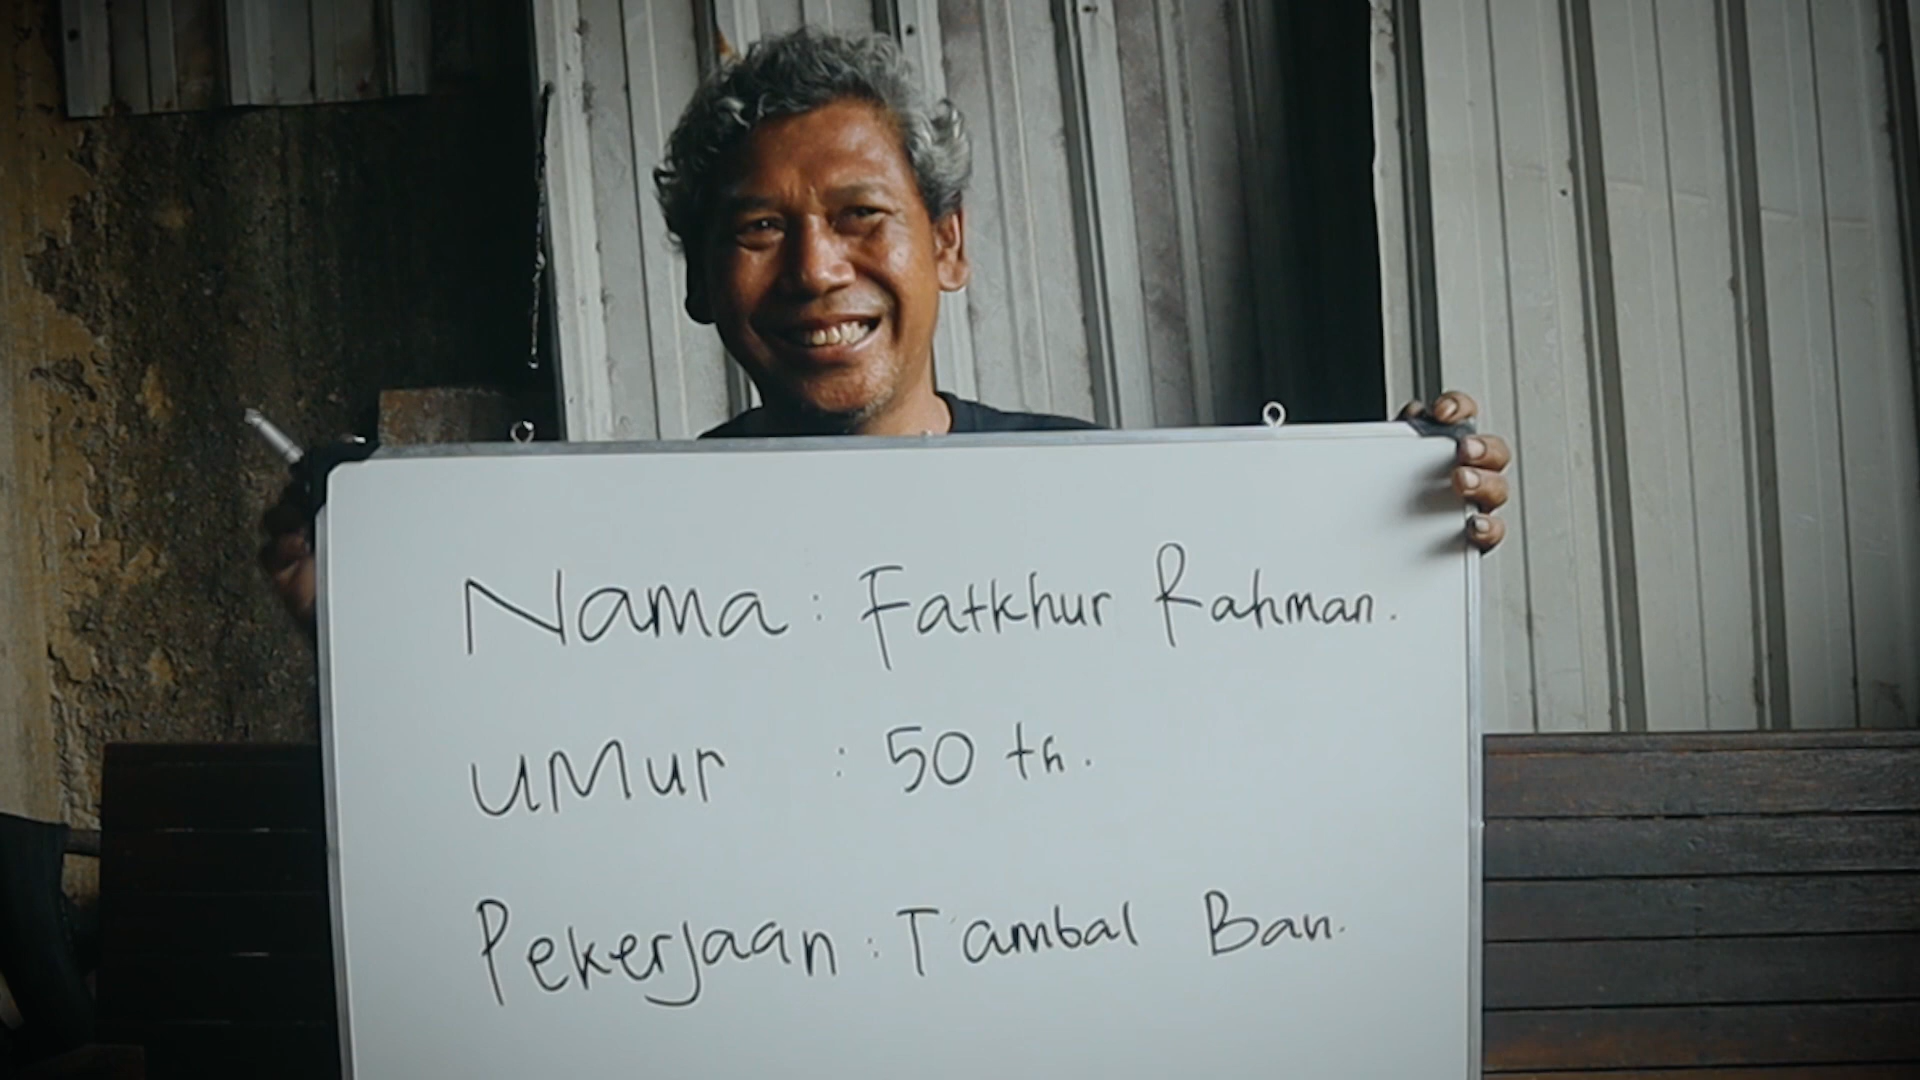 Nama : Fatkhur Rahman.
uMur : 50 th.
Pekerjaan : Tambal Ban.